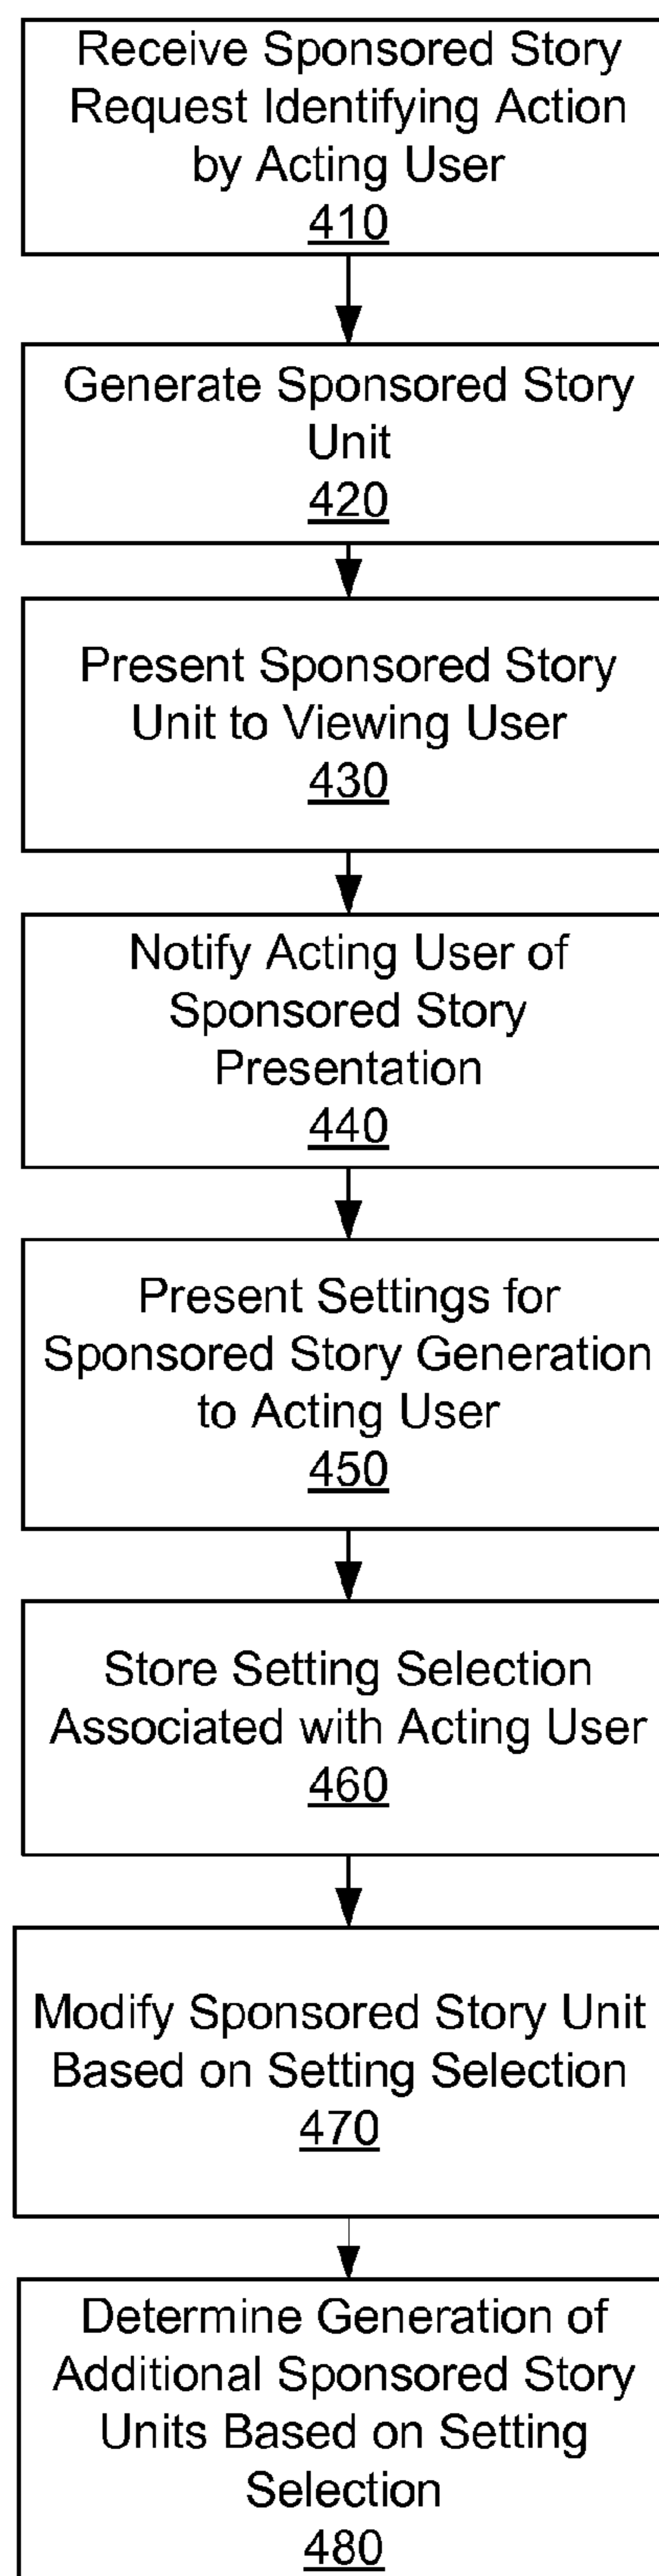 Receive Sponsored Story
Request Identifying Action
by Acting User
410
Generate Sponsored Story
Unit
420
Present Sponsored Story
Unit to Viewing User
430
Notify Acting User of
Sponsored Story
Presentation
440
Present Settings for
Sponsored Story Generation
to Acting User
450
Store Setting Selection
Associated with Acting User
460
Modify Sponsored Story Unit
Based on Setting Selection
470
Determine Generation of
Additional Sponsored Story
Units Based on Setting
Selection
480